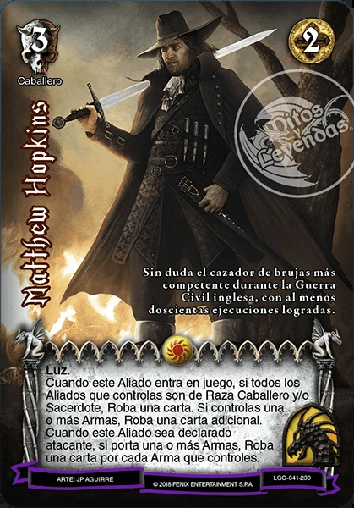 3
2
Caballero
Mitos
y
Leyendas
Matthew Hopkins
Sin duda el cazador de brujas más
competente durante la Guerra
Civil inglesa, con al menos
doscientas ejecuciones logradas.
Luz.
Cuando este Aliado entra en juego, si todos los
Aliados que controlas son de Raza Caballero y/o
Sacerdote, Roba una carta. Si controlas una
o más Armas, Roba una carta adicional.
Cuando este Aliado sea declarado
atacante, si porta una o más Armas, Roba
una carta por cada Arma que controles.
ARTE: JP AGUIRRE